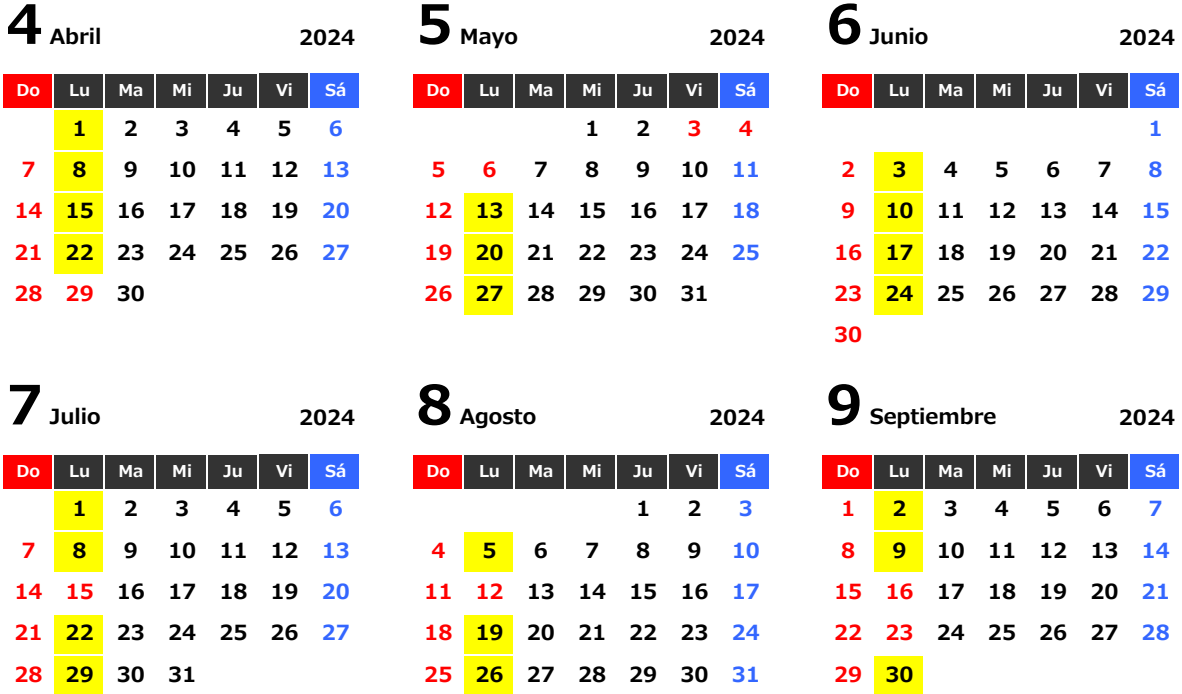 4 Abril 2024
Do Lu Ma Mi Ju Vi Sá
1 2 3 4 5 6
7 8 9 10 11 12 13
14 15 16 17 18 19 20
21 22 23 24 25 26 27
28 29 30
5 Mayo 2024
Do Lu Ma Mi Ju Vi Sá
1 2 3 4
5 6 7 8 9 10 11
12 13 14 15 16 17 18
19 20 21 22 23 24 25
26 27 28 29 30 31
6 Junio 2024
Do Lu Ma Mi Ju Vi Sá
1
2 3 4 5 6 7 8
9 10 11 12 13 14 15
16 17 18 19 20 21 22
23 24 25 26 27 28 29
30
7 Julio 2024
Do Lu Ma Mi Ju Vi Sá
1 2 3 4 5 6
7 8 9 10 11 12 13
14 15 16 17 18 19 20
21 22 23 24 25 26 27
28 29 30 31
8 Agosto 2024
Do Lu Ma Mi Ju Vi Sá
1 2 3
4 5 6 7 8 9 10
11 12 13 14 15 16 17
18 19 20 21 22 23 24
25 26 27 28 29 30 31
9 Septiembre 2024
Do Lu Ma Mi Ju Vi Sá
1 2 3 4 5 6 7
8 9 10 11 12 13 14
15 16 17 18 19 20 21
22 23 24 25 26 27 28
29 30